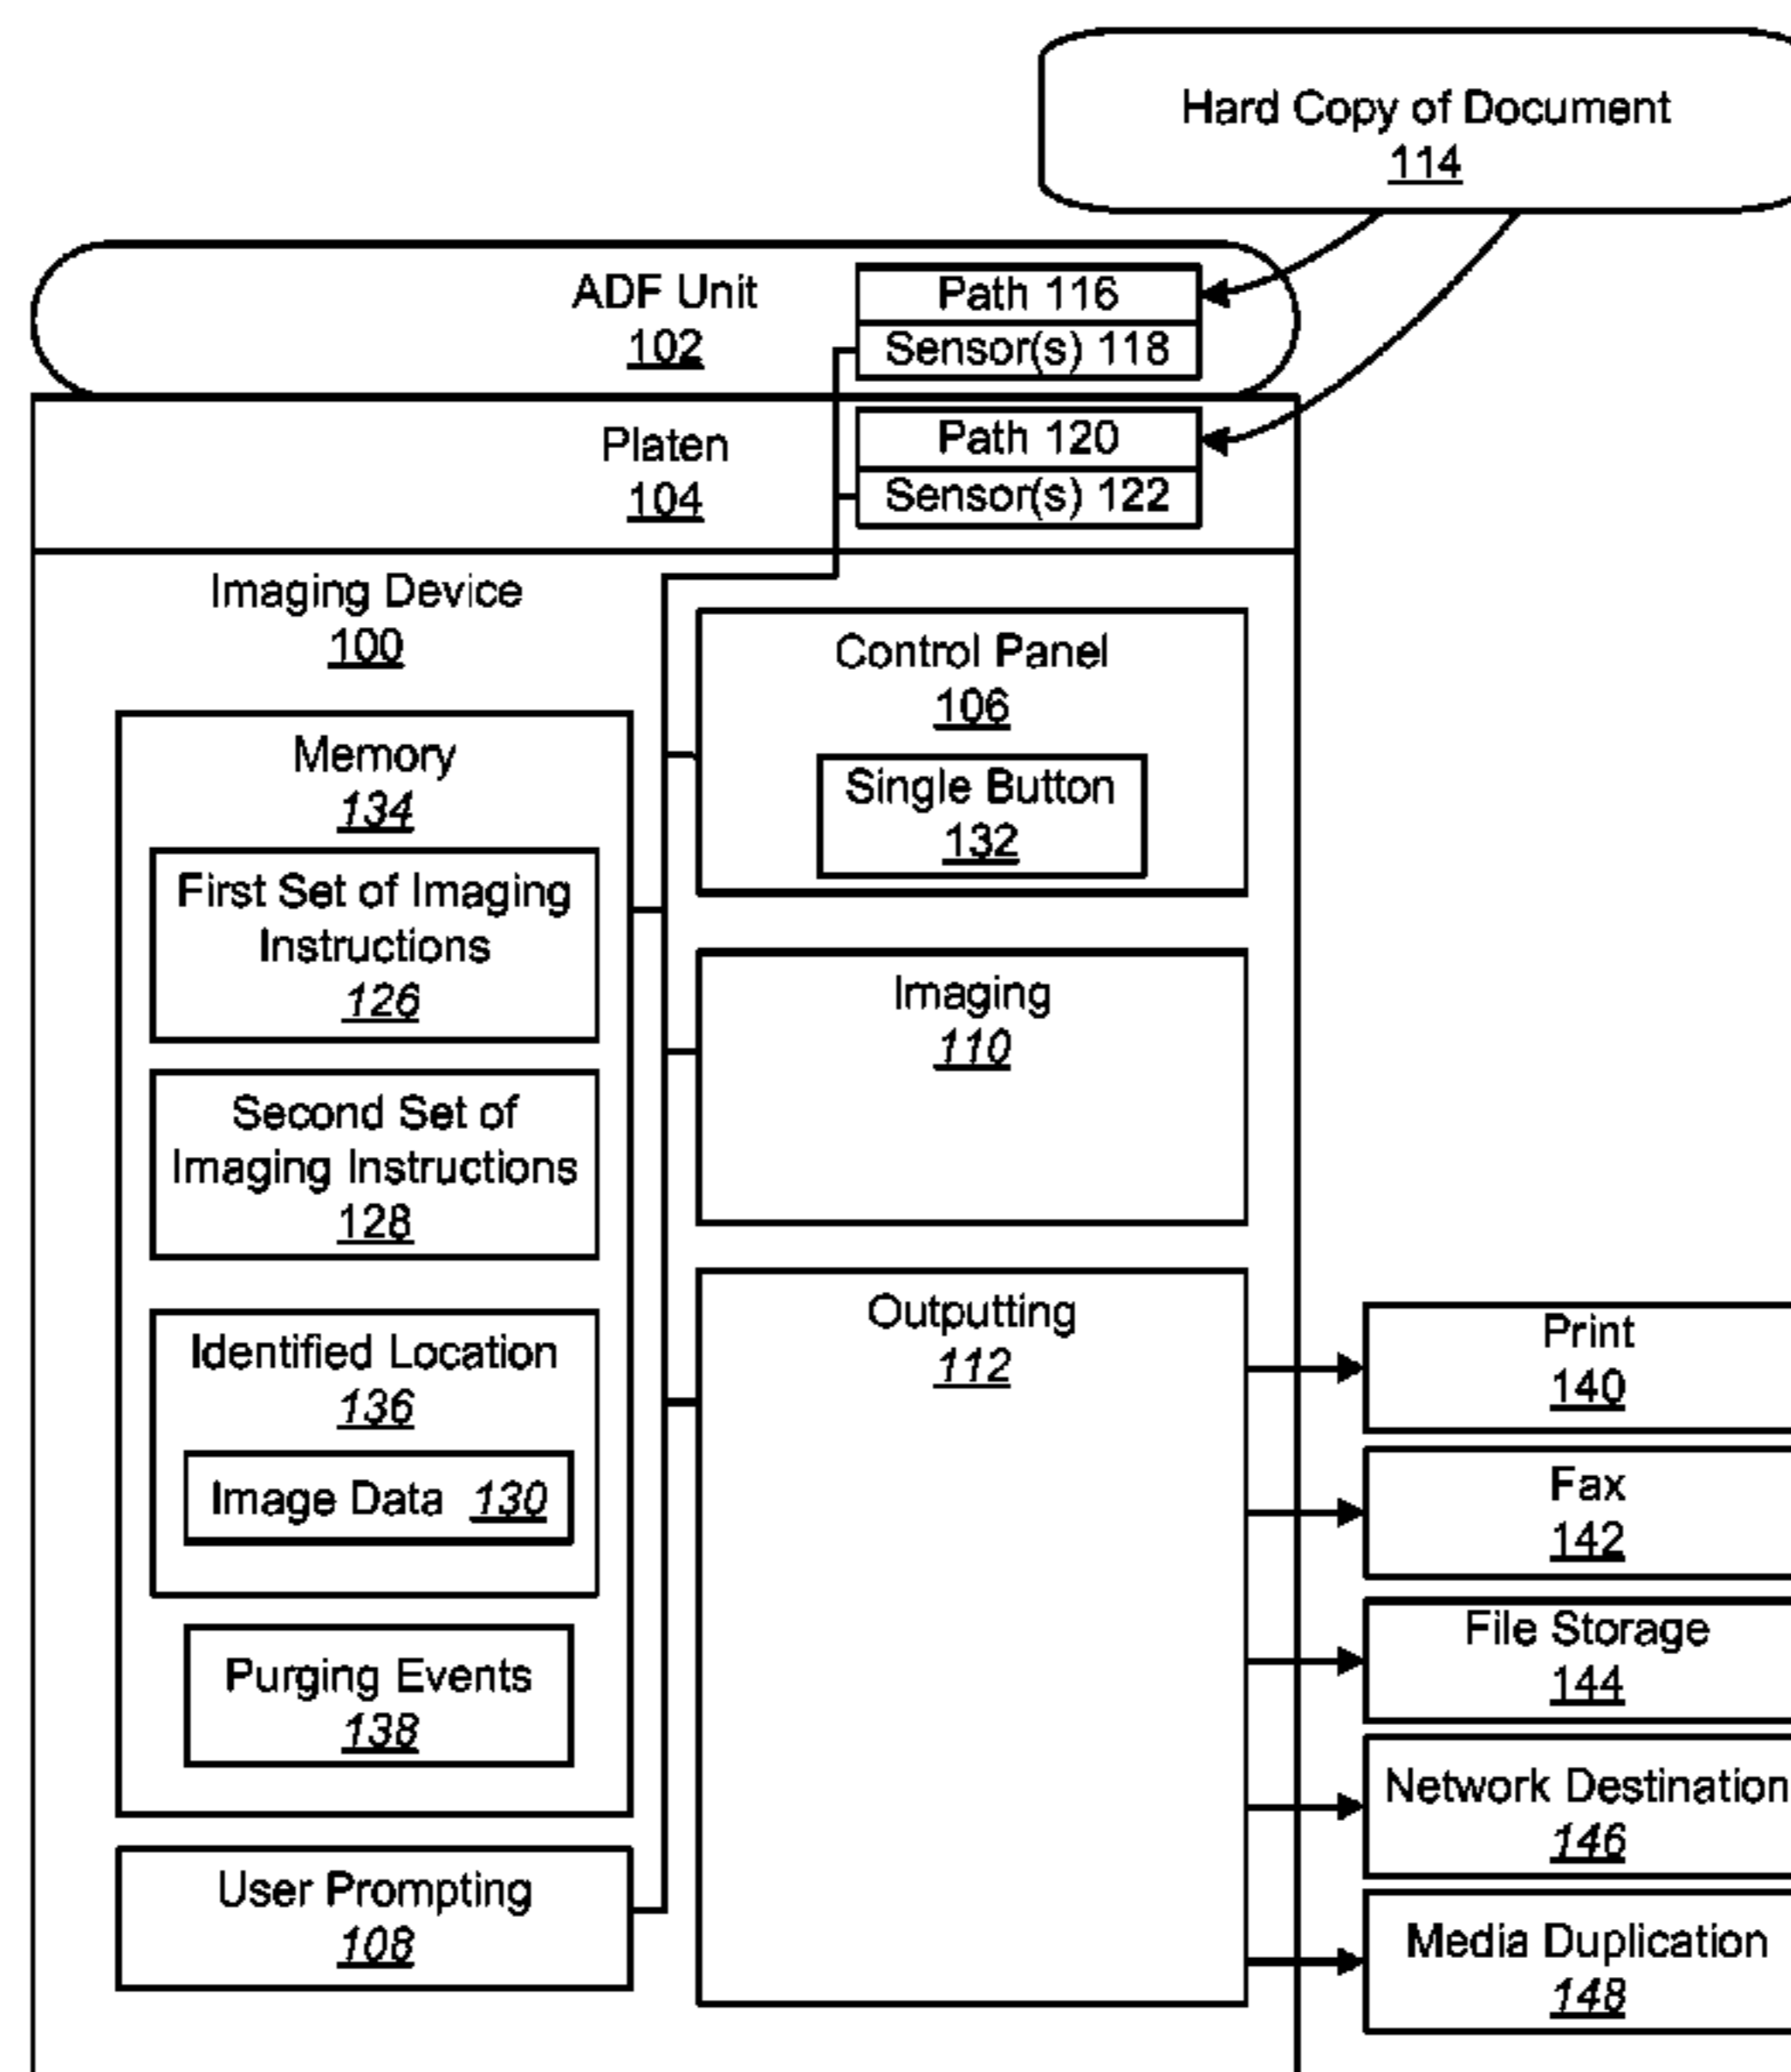 Hard Copy of Document
114
ADF Unit
102
Path 116
Sensor(s) 118
Platen
104
Path 120
Sensor(s) 122
Imaging Device
100
Control Panel
106
Single Button
132
Memory
134
First Set of Imaging
Instructions
126
Second Set of
Imaging Instructions
128
Identified Location
136
Image Data 130
Purging Events
138
User Prompting
108
Imaging
110
Outputting
112
Print
140
Fax
142
File Storage
144
Network Destination
146
Media Duplication
148